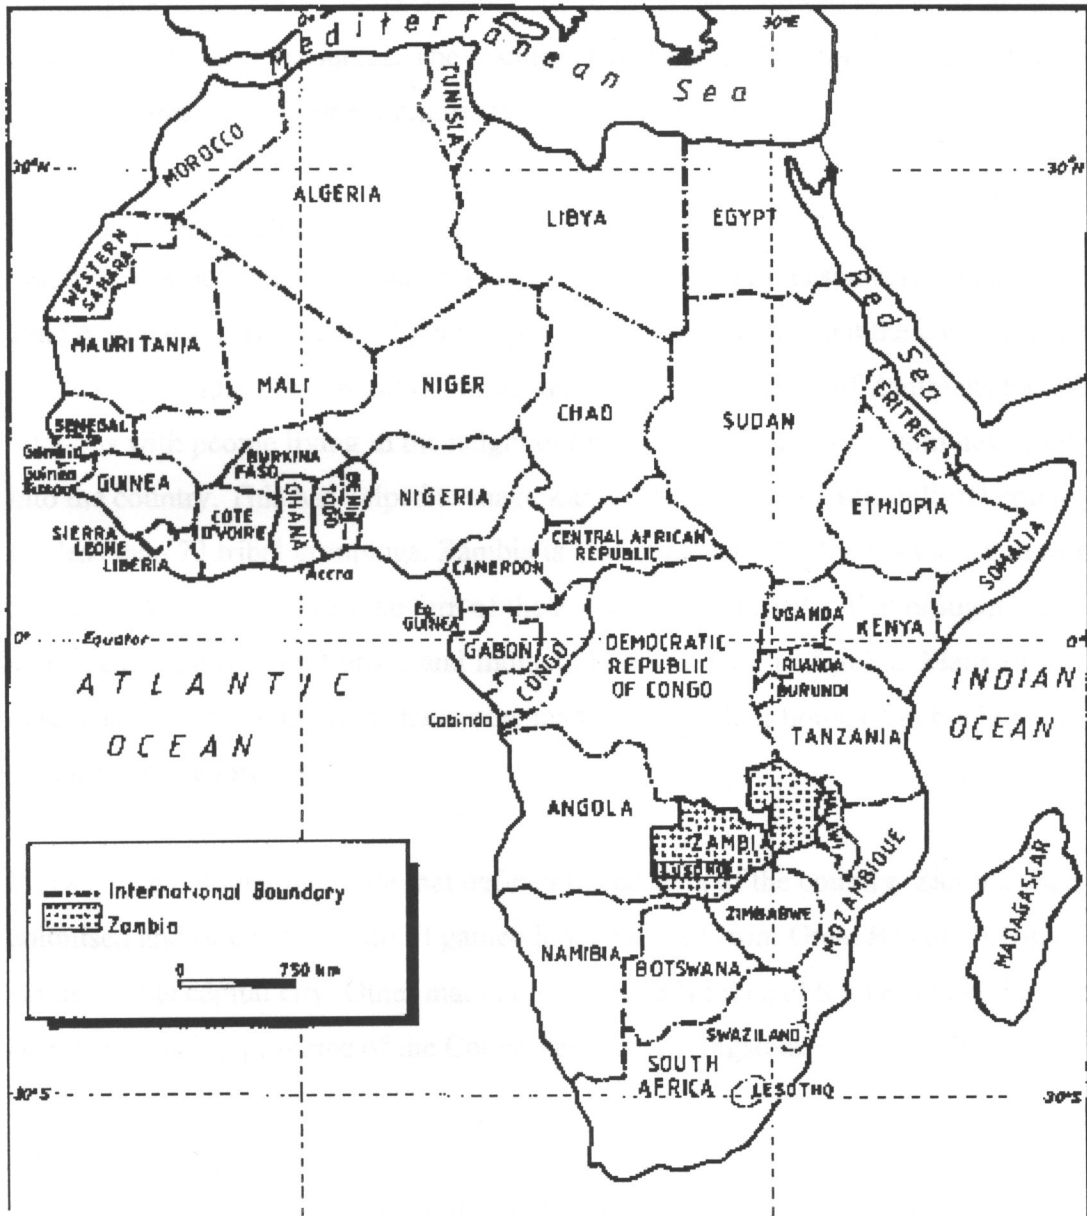 0°
30°E
Mediterranean Sea
TUNISIA
MOROCCO
30°N
30°N
ALGERIA
LIBYA
EGYPT
WESTERN
SAHARA
Red Sea
MAURITANIA
MALI
NIGER
CHAD
SUDAN
ERITREA
SENEGAL
Gambia
Guinea
GUINEA
BURKINA
FASO
GHANA
TOGO
BENIN
NIGERIA
ETHIOPIA
SOMALIA
SIERRA
LEONE
LIBERIA
COTE
D'VOIRE
Accra
CENTRAL AFRICAN
REPUBLIC
CAMEROON
Eq
GUINEA
UGANDA
KENYA
0°
Equator
0°
GABON
CONGO
DEMOCRATIC
REPUBLIC
OF CONGO
RUANDA
BURUNDI
ATLANTIC
OCEAN
INDIAN
OCEAN
Cabinda
TANZANIA
ANGOLA
ZAMBIA
MALAWI
MOZAMBIQUE
MADAGASCAR
ZIMBABWE
NAMIBIA
BOTSWANA
SWAZILAND
SOUTH
AFRICA
LESOTHO
30°S
30°S
International Boundary
Zambia
0 750 km